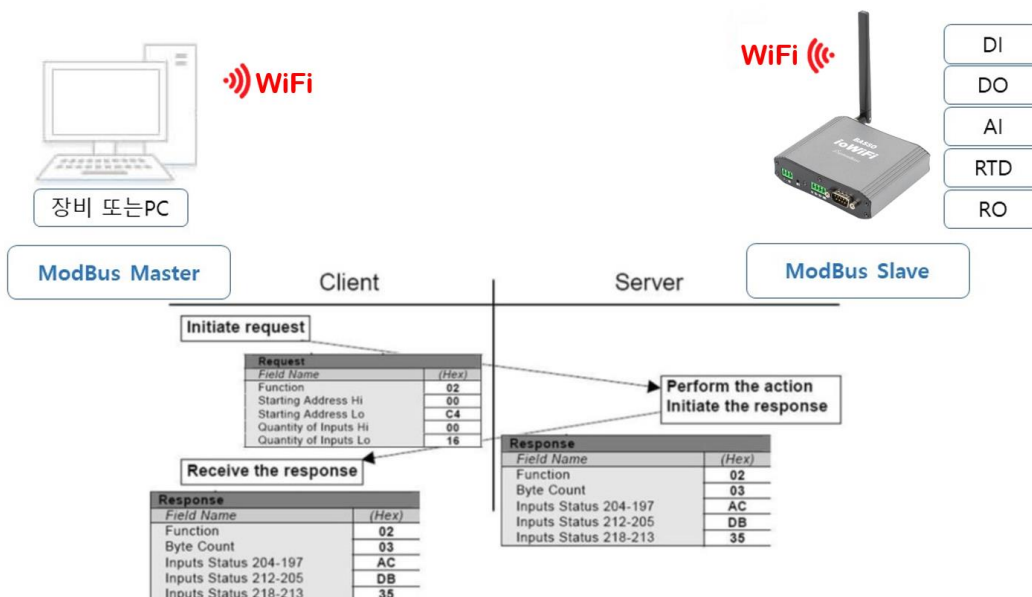 WiFi
WiFi
BASSO
ioWiFi
DI
DO
AI
RTD
RO
장비 또는PC
ModBus Master
Client
Server
ModBus Slave
Initiate request
Request
Field Name (Hex)
Function 02
Starting Address Hi 00
Starting Address Lo C4
Quantity of Inputs Hi 00
Quantity of Inputs Lo 16
Perform the action
Initiate the response
Receive the response
Response
Field Name (Hex)
Function 02
Byte Count 03
Inputs Status 204-197 AC
Inputs Status 212-205 DB
Inputs Status 218-213 35
Response
Field Name (Hex)
Function 02
Byte Count 03
Inputs Status 204-197 AC
Inputs Status 212-205 DB
Inputs Status 218-213 35